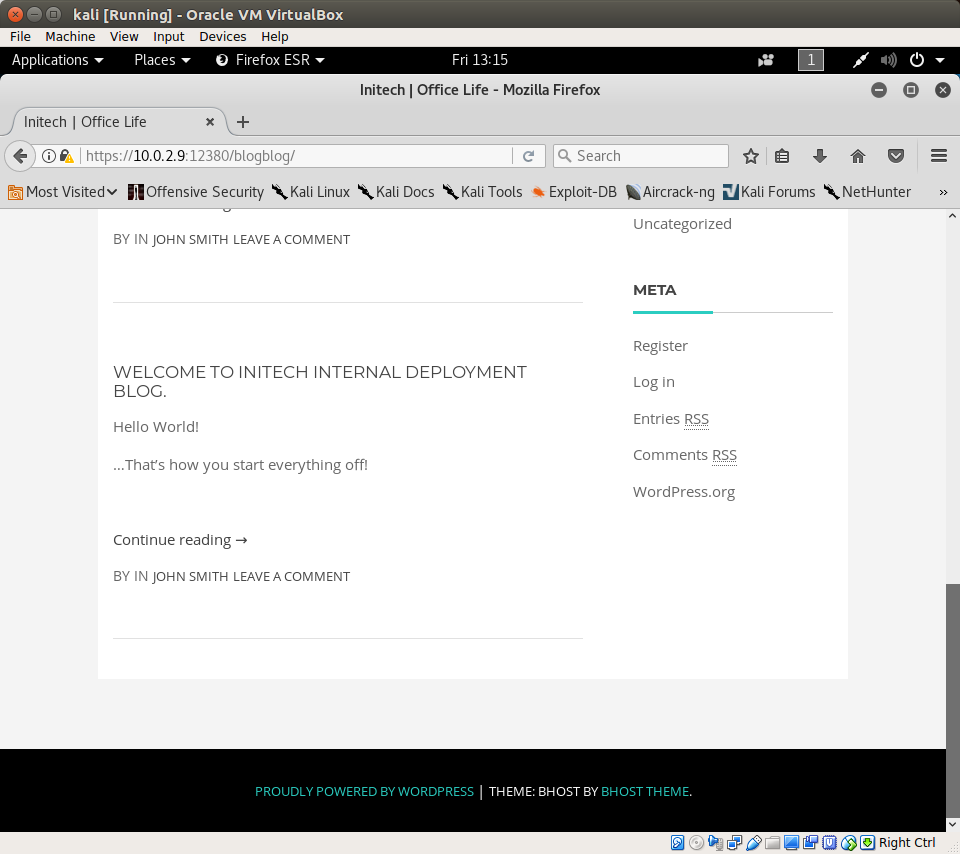 kali [Running] - Oracle VM VirtualBox
File Machine View Input Devices Help
Applications Places Firefox ESR Fri 13:15 1
Initech | Office Life - Mozilla Firefox
Initech | Office Life
https://10.0.2.9:12380/blogblog/ Search
Most Visited Offensive Security Kali Linux Kali Docs Kali Tools Exploit-DB Aircrack-ng Kali Forums NetHunter »
Uncategorized
BY IN JOHN SMITH LEAVE A COMMENT
META
Register
Log in
Entries RSS
Comments RSS
WordPress.org
WELCOME TO INITECH INTERNAL DEPLOYMENT
BLOG.
Hello World!
...That’s how you start everything off!
Continue reading →
BY IN JOHN SMITH LEAVE A COMMENT
PROUDLY POWERED BY WORDPRESS | THEME: BHOST BY BHOST THEME.
Right Ctrl